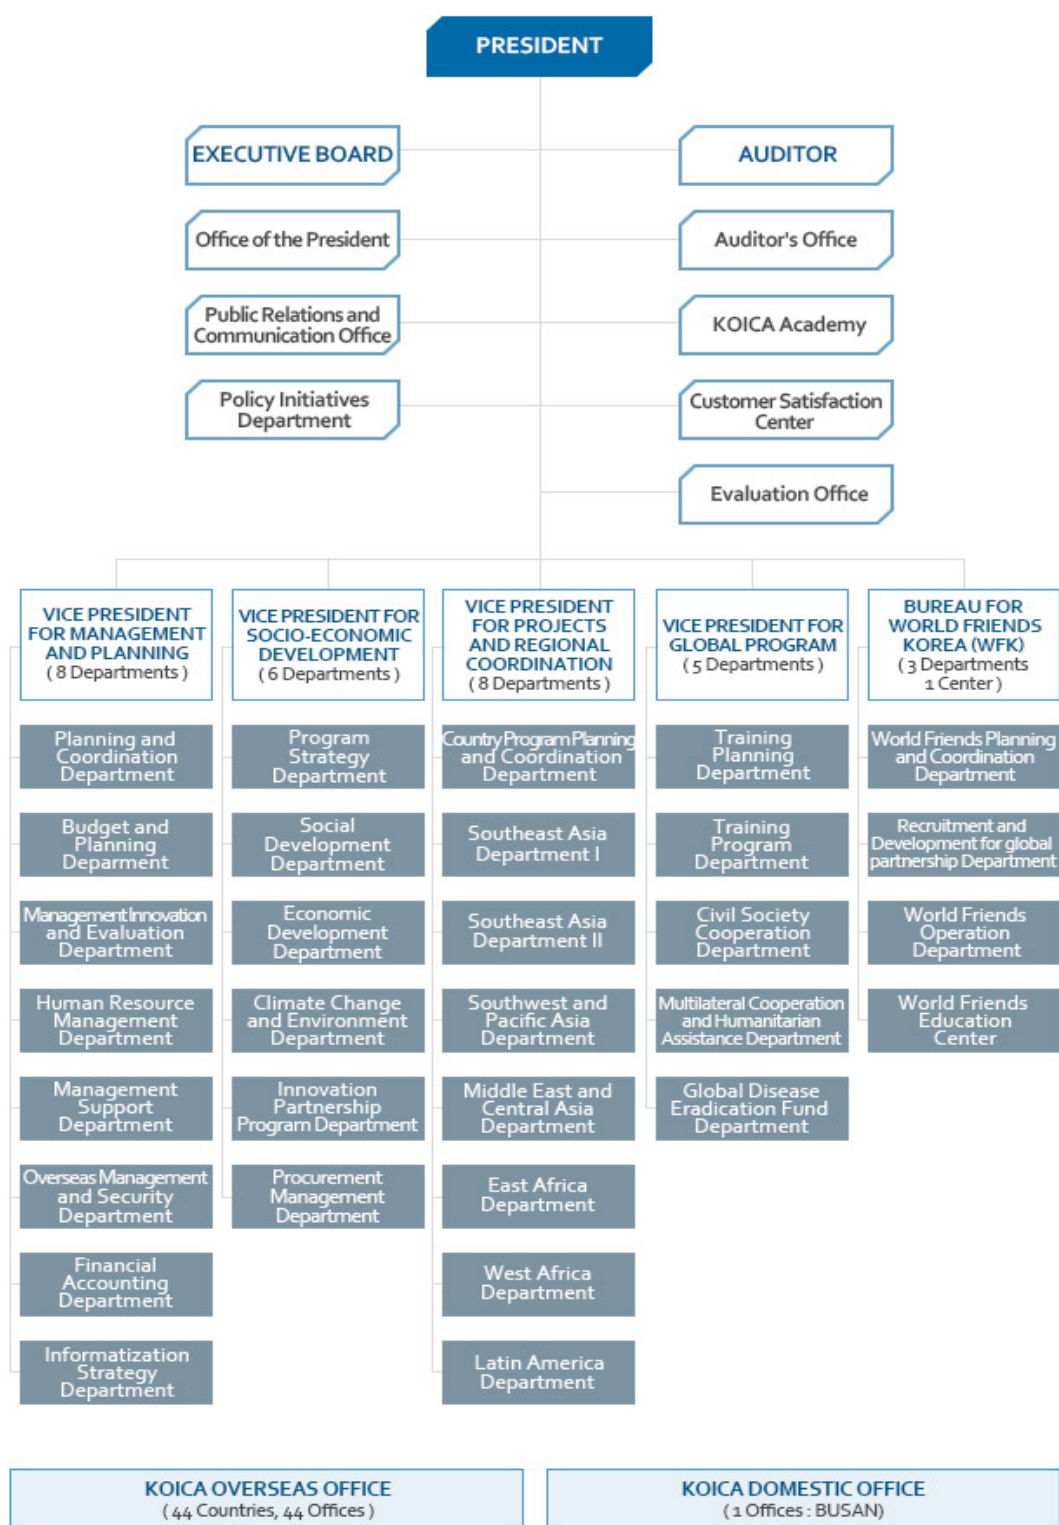 PRESIDENT
EXECUTIVE BOARD
AUDITOR
Office of the President
Auditor's Office
Public Relations and
Communication Office
KOICA Academy
Policy Initiatives
Department
Customer Satisfaction
Center
Evaluation Office
VICE PRESIDENT
FOR MANAGEMENT
AND PLANNING
( 8 Departments )
Planning and
Coordination
Department
Budget and
Planning
Deparment
Management Innovation
and Evaluation
Department
Human Resource
Management
Department
Management
Support
Department
Overseas Management
and Security
Department
Financial
Accounting
Department
Informatization
Strategy
Department
VICE PRESIDENT FOR
SOCIO-ECONOMIC
DEVELOPMENT
( 6 Departments )
Program
Strategy
Department
Social
Development
Department
Economic
Development
Department
Climate Change
and Environment
Department
Innovation
Partnership
Program Department
Procurement
Management
Department
VICE PRESIDENT
FOR PROJECTS
AND REGIONAL
COORDINATION
( 8 Departments )
Country Program Planning
and Coordination
Department
Southeast Asia
Department I
Southeast Asia
Department II
Southwest and
Pacific Asia
Department
Middle East and
Central Asia
Department
East Africa
Department
West Africa
Department
Latin America
Department
VICE PRESIDENT FOR
GLOBAL PROGRAM
( 5 Departments )
Training
Planning
Department
Training
Program
Department
Civil Society
Cooperation
Department
Multilateral Cooperation
and Humanitarian
Assistance Department
Global Disease
Eradication Fund
Department
BUREAU FOR
WORLD FRIENDS
KOREA (WFK)
( 3 Departments
1 Center )
World Friends Planning
and Coordination
Department
Recruitment and
Development for global
partnership Department
World Friends
Operation
Department
World Friends
Education
Center
KOICA OVERSEAS OFFICE
( 44 Countries, 44 Offices )
KOICA DOMESTIC OFFICE
( 1 Offices : BUSAN)